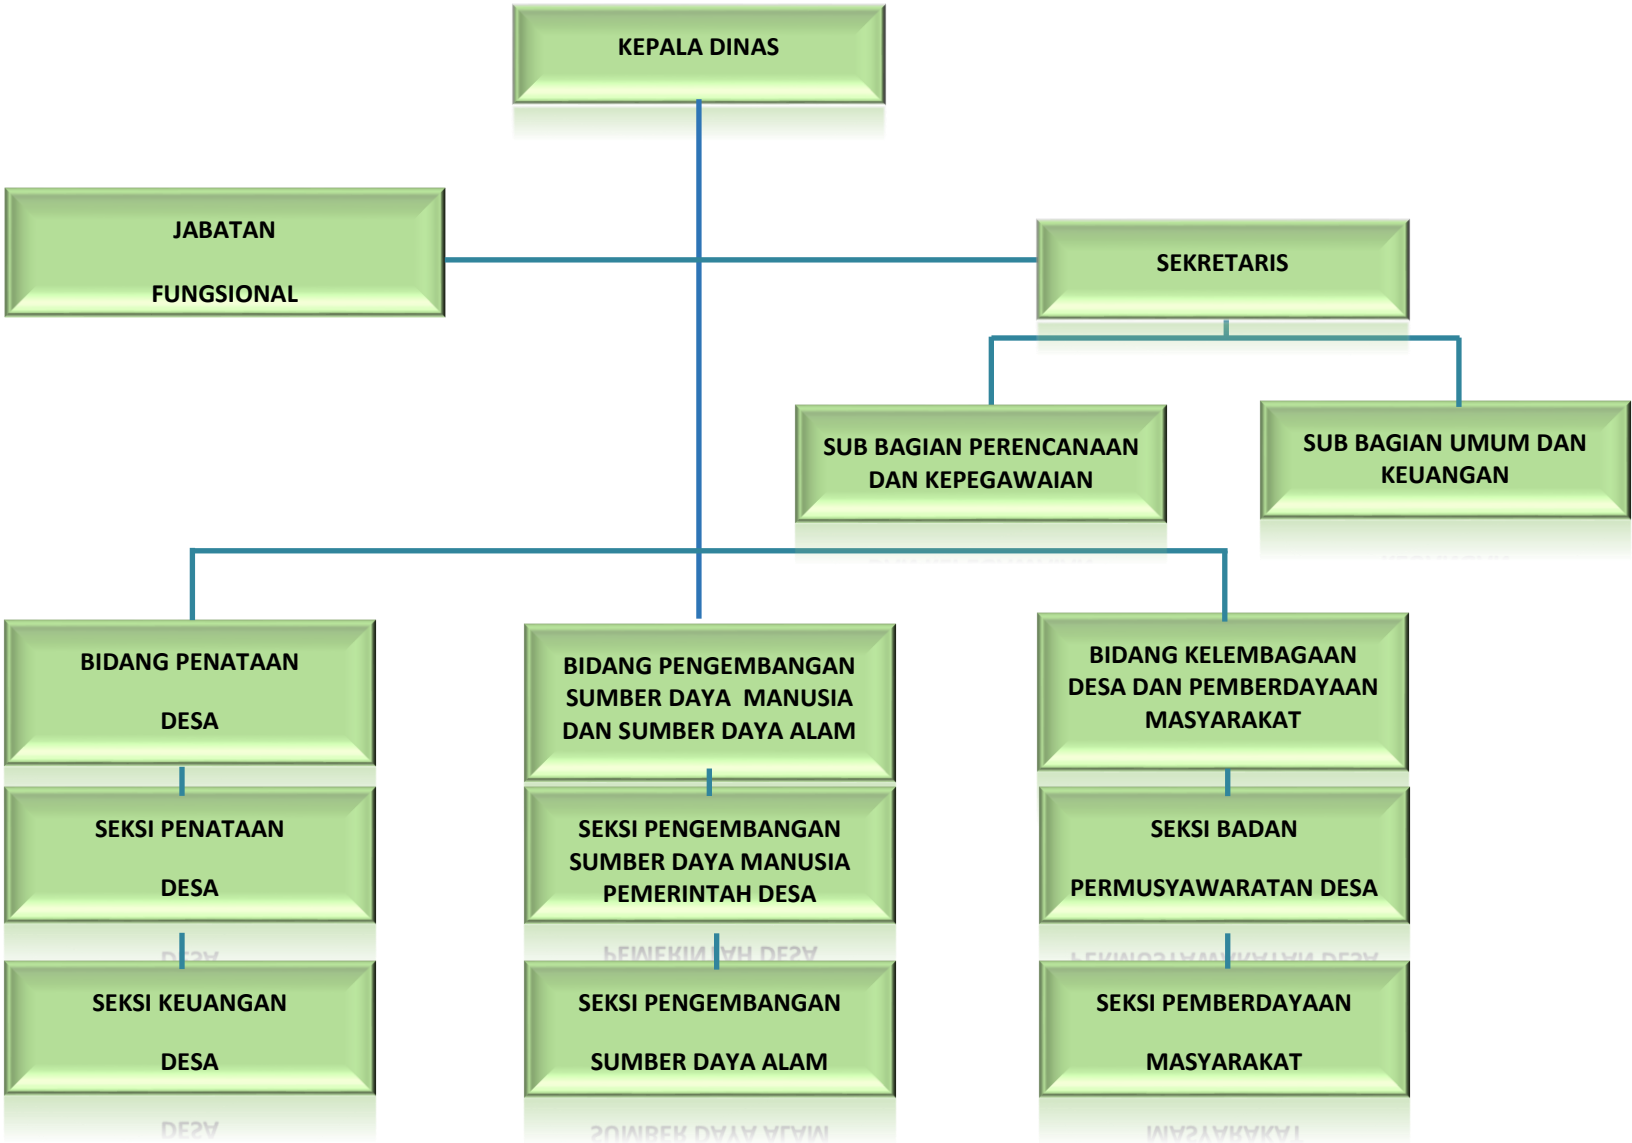 KEPALA DINAS
JABATAN
FUNGSIONAL
SEKRETARIS
SUB BAGIAN PERENCANAAN
DAN KEPEGAWAIAN
SUB BAGIAN UMUM DAN
KEUANGAN
BIDANG PENATAAN
DESA
BIDANG PENGEMBANGAN
SUMBER DAYA MANUSIA
DAN SUMBER DAYA ALAM
BIDANG KELEMBAGAAN
DESA DAN PEMBERDAYAAN
MASYARAKAT
SEKSI PENATAAN
DESA
SEKSI PENGEMBANGAN
SUMBER DAYA MANUSIA
PEMERINTAH DESA
SEKSI BADAN
PERMUSYAWARATAN DESA
SEKSI KEUANGAN
DESA
SEKSI PENGEMBANGAN
SUMBER DAYA ALAM
SEKSI PEMBERDAYAAN
MASYARAKAT